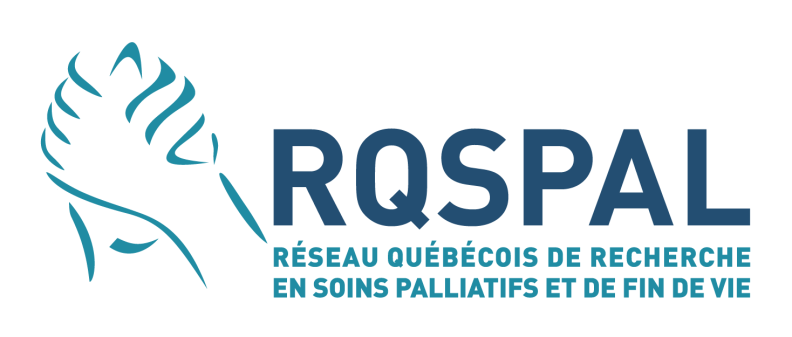 RQSPAL
RÉSEAU QUÉBÉCOIS DE RECHERCHE
EN SOINS PALLIATIFS ET DE FIN DE VIE